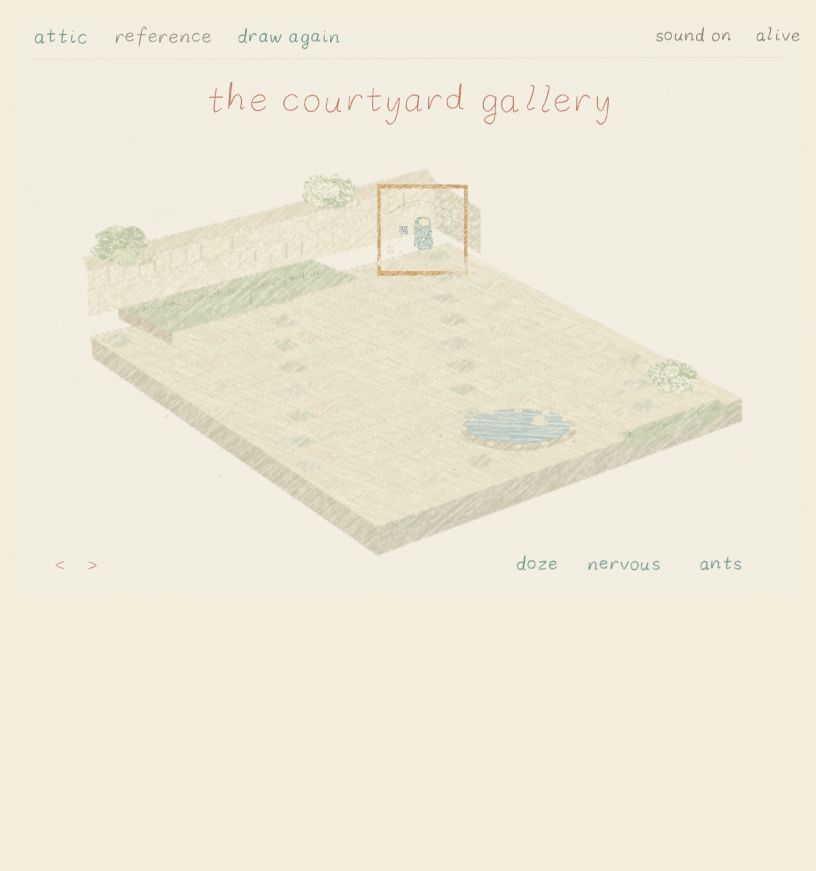 attic reference draw again sound on alive
the courtyard gallery
< > doze nervous ants